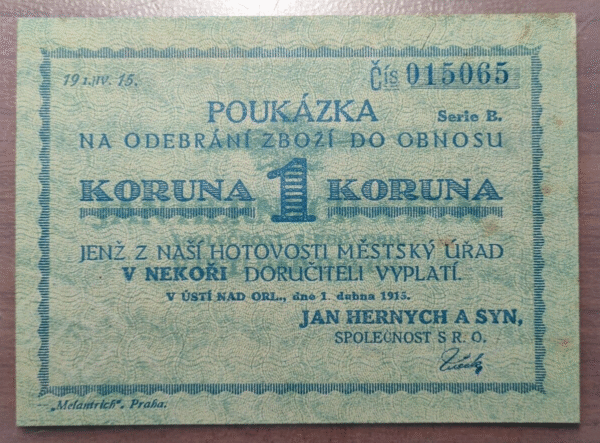 19 1./IV. 15.
Čís 015065
POUKÁZKA Serie B.
NA ODEBRÁNÍ ZBOŽÍ DO OBNOSU
KORUNA 1 KORUNA
JENŽ Z NAŠÍ HOTOVOSTI MĚSTSKÝ ÚŘAD
V NEKOŘI DORUČITELI VYPLATÍ.
V ÚSTÍ NAD ORL., dne 1. dubna 1915.
JAN HERNYCH A SYN,
SPOLEČNOST S R. O.
„Melantrich“, Praha.